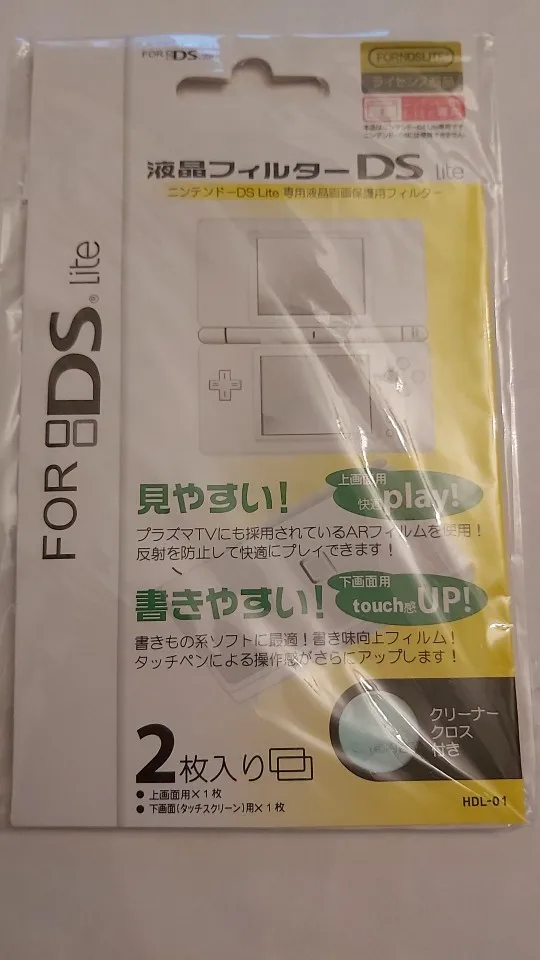 FOR DS Lite
FOR DS Lite
FORNDSLITE
ライセンス商品
液晶フィルターDS Lite
ニンテンドーDS Lite 専用液晶画面保護用フィルター
見やすい!
上画面用
快適play!
プラズマTVにも採用されているARフィルムを使用!
反射を防止して快適にプレイできます!
書きやすい!
下画面用
touch感UP!
書きもの系ソフトに最適!書き味向上フィルム!
タッチペンによる操作感がさらにアップします!
クリーナー
クロス
付き
2枚入り
● 上画面用×1枚
● 下画面(タッチスクリーン)用×1枚
HDL-01